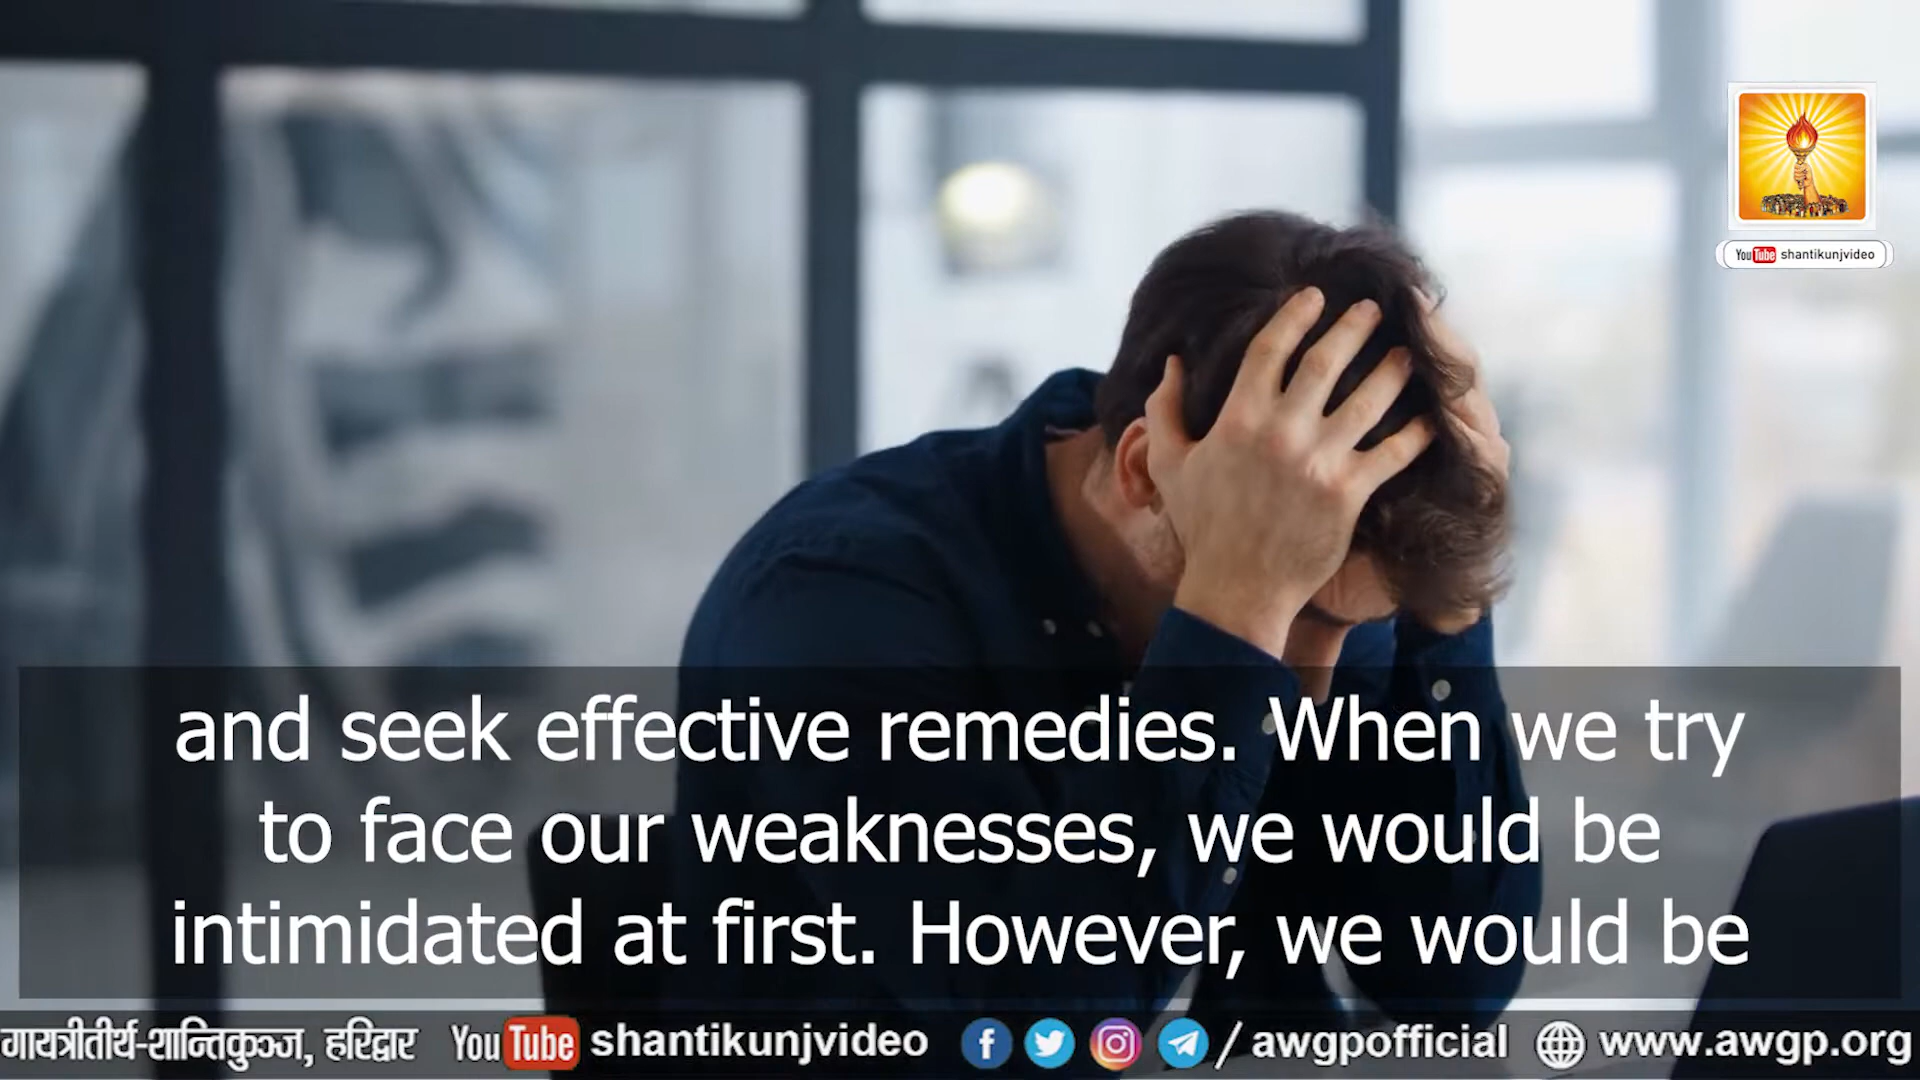 YouTube shantikunjvideo
and seek effective remedies. When we try
to face our weaknesses, we would be
intimidated at first. However, we would be
गायत्रीतीर्थ-शान्तिकुञ्ज, हरिद्वार YouTube shantikunjvideo / awgpofficial www.awgp.org